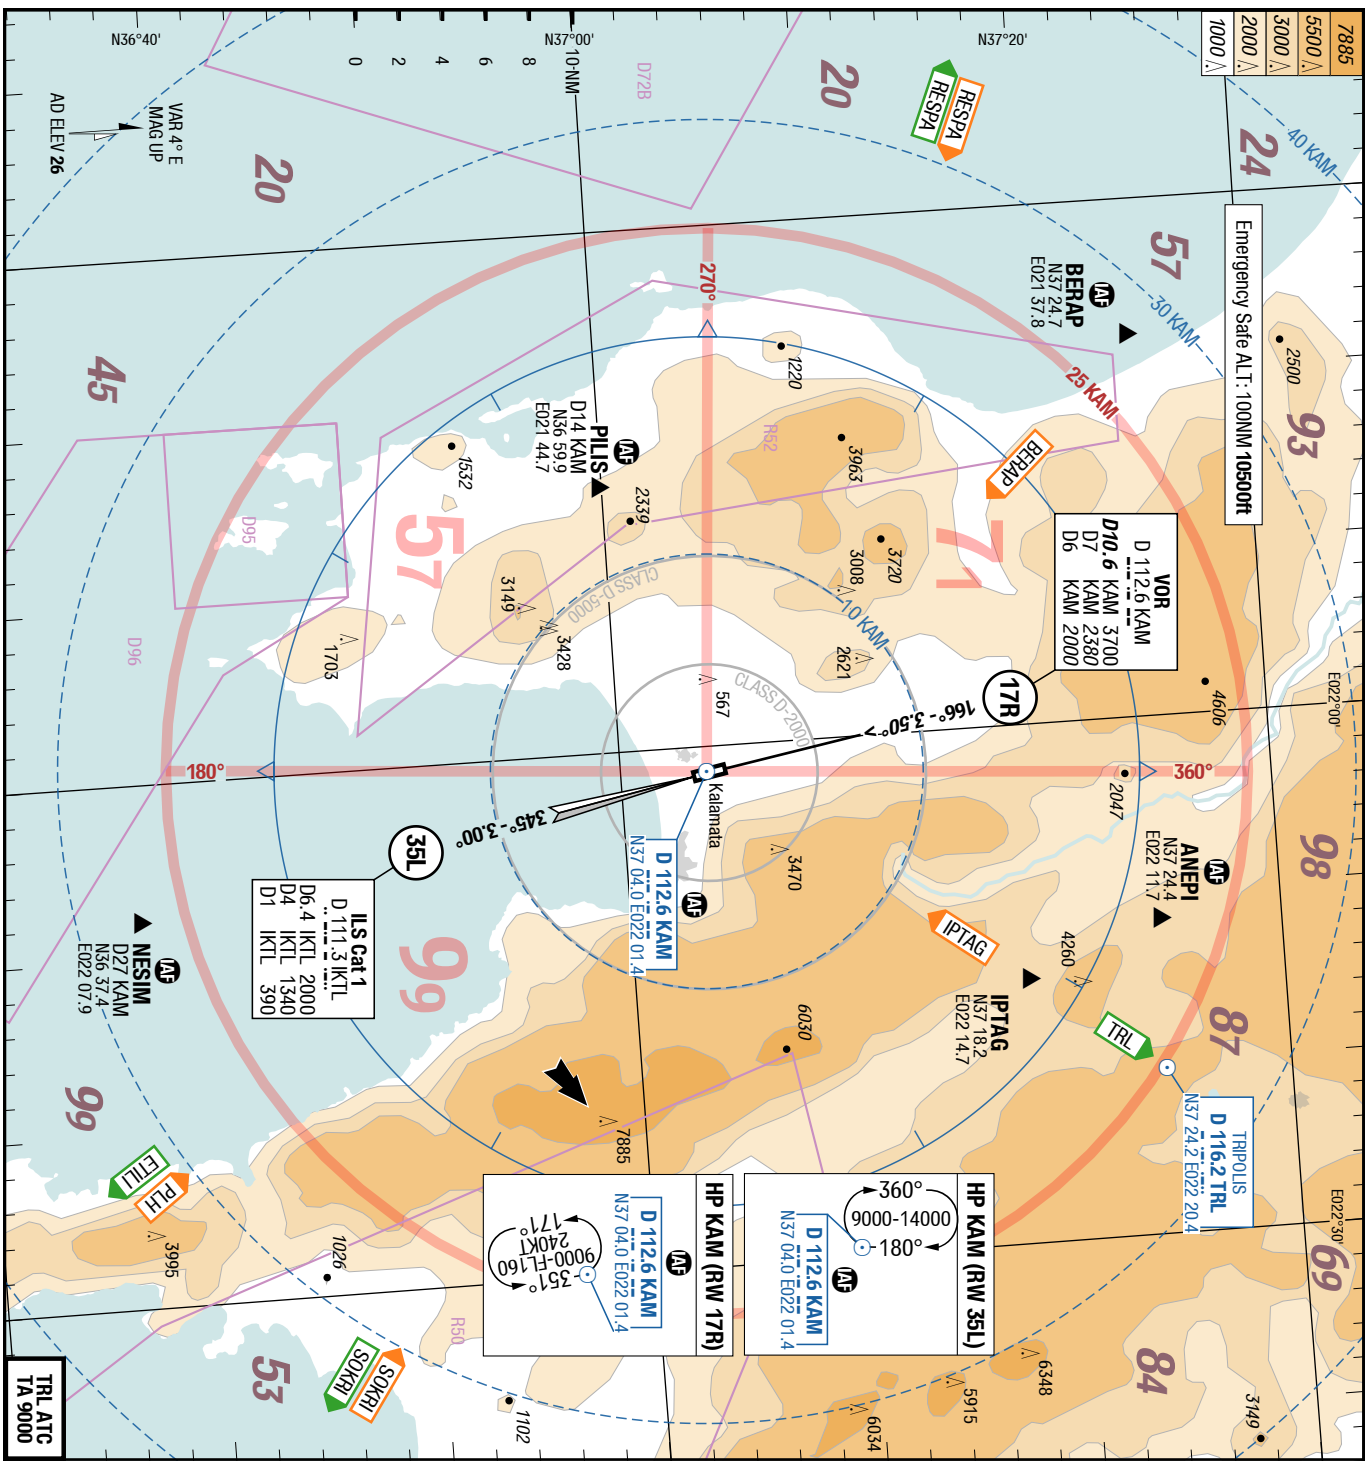 7885
5500
3000
2000
1000
N37°20'
N37°00'
N36°40'
10 NM
8
6
4
2
0
VAR 4° E
MAG UP
AD ELEV 26
Emergency Safe ALT: 100NM 10500ft
40 KAM
30 KAM
25 KAM
10 KAM
24
57
93
98
87
69
84
20
20
45
99
53
71
57
99
RESPA
RESPA
D72B
IAF
BERAP
N37 24.7
E021 37.8
BERAP
2500
1220
R52
3963
3720
3008
2621
4606
2047
IAF
PILIS
D14 KAM
N36 59.9
E021 44.7
2339
1532
3149
3428
1703
D95
D96
270°
360°
180°
CLASS D-5000
CLASS D-2000
567
VOR
D 112.6 KAM
D10.6 KAM 3700
D7 KAM 2380
D6 KAM 2000
17R
166° - 3.50° >
E022°00'
E022°30'
Kalamata
IAF
D 112.6 KAM
N37 04.0 E022 01.4
345° - 3.00°
35L
ILS Cat 1
D 111.3 IKTL
D6.4 IKTL 2000
D4 IKTL 1340
D1 IKTL 390
IAF
ANEPI
N37 24.4
E022 11.7
3470
IPTAG
IPTAG
N37 18.2
E022 14.7
4260
TRL
TRIPOLIS
D 116.2 TRL
N37 24.2 E022 20.4
6030
7885
IAF
NESIM
D27 KAM
N36 37.4
E022 07.9
ETILI
PLH
3995
1026
SOKRI
SOKRI
R50
1102
HP KAM (RW 35L)
IAF
D 112.6 KAM
N37 04.0 E022 01.4
360°
9000-14000
180°
HP KAM (RW 17R)
IAF
D 112.6 KAM
N37 04.0 E022 01.4
351°
9000-FL160
240KT
171°
6348
5915
6034
3149
TRL ATC
TA 9000